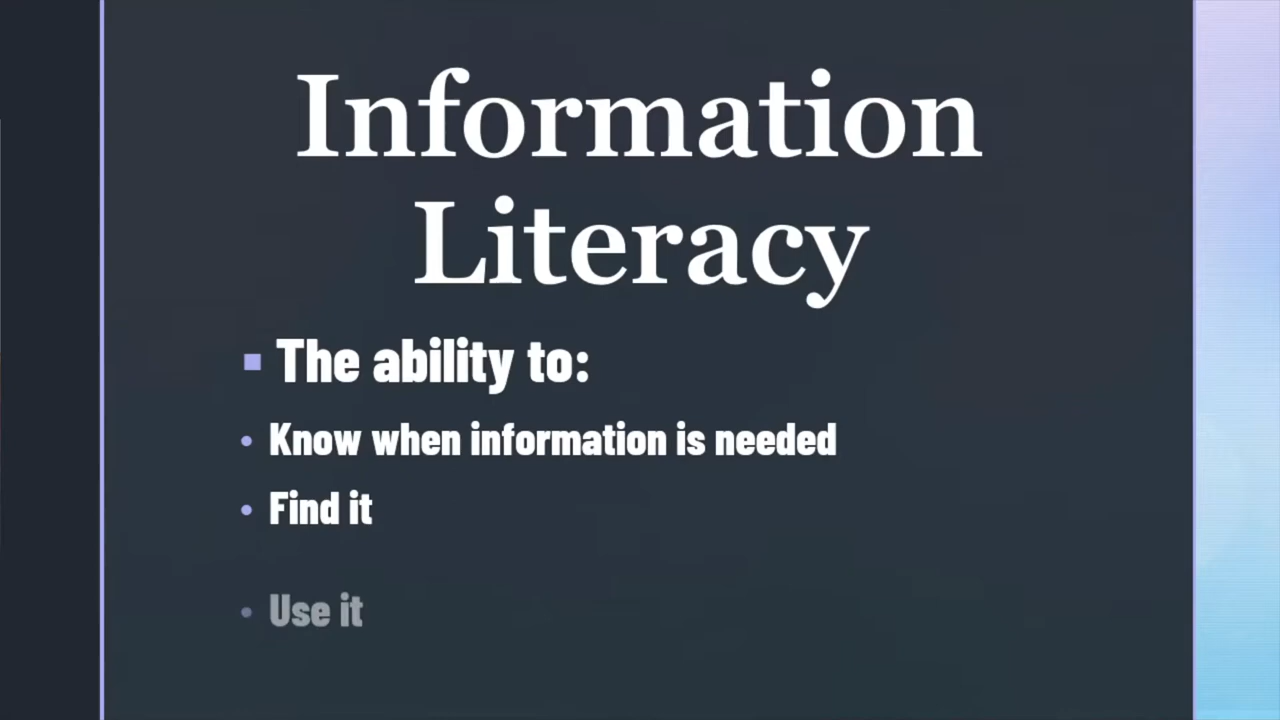 Information
Literacy
The ability to:
Know when information is needed
Find it
Use it